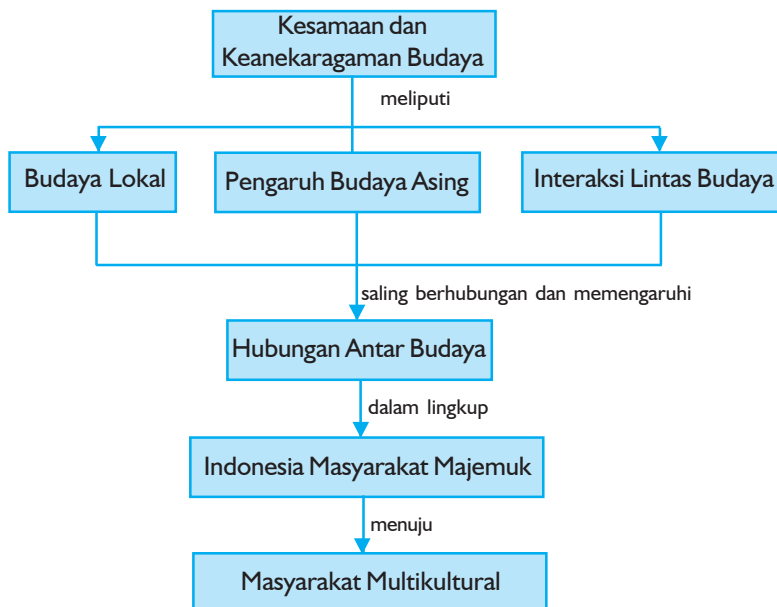 Kesamaan dan
Keanekaragaman Budaya
meliputi
Budaya Lokal
Pengaruh Budaya Asing
Interaksi Lintas Budaya
saling berhubungan dan memengaruhi
Hubungan Antar Budaya
dalam lingkup
Indonesia Masyarakat Majemuk
menuju
Masyarakat Multikultural